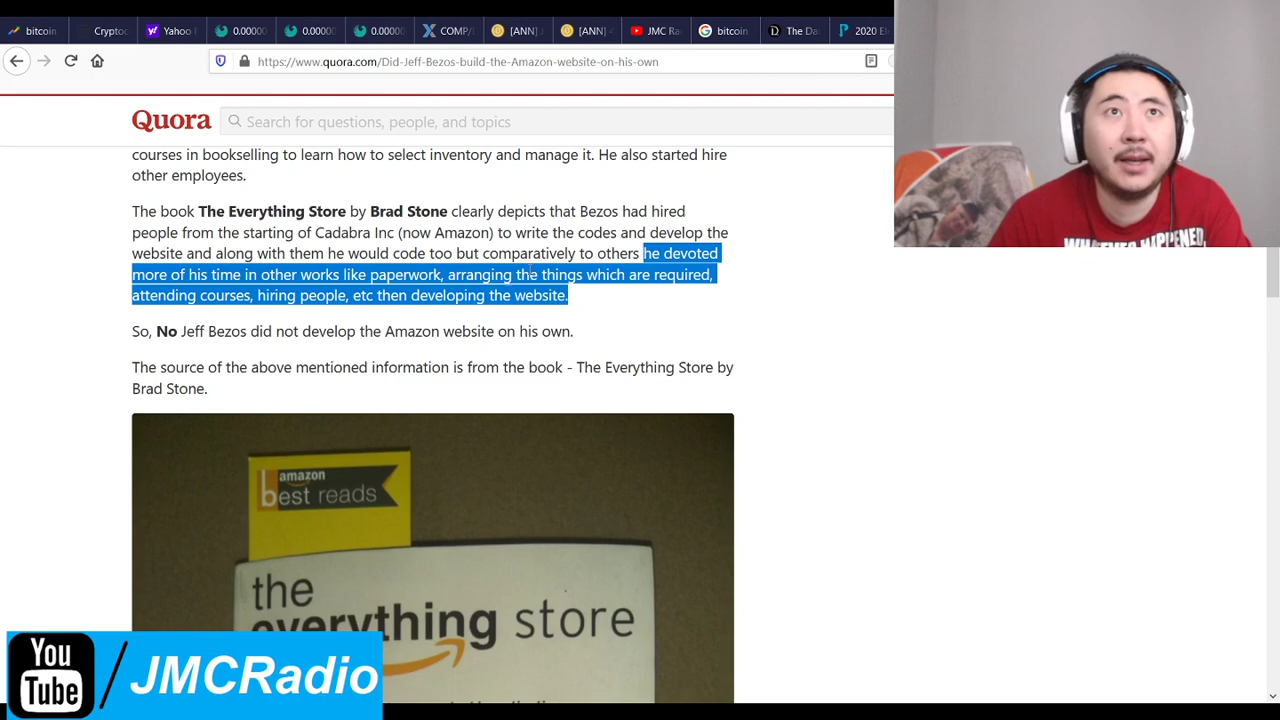 bitcoin
Cryptoc
Yahoo F
0.00000
0.00000
0.00000
COMP/
[ANN]
[ANN]
JMC Ra
bitcoin
The Da
2020 El
https://www.quora.com/Did-Jeff-Bezos-build-the-Amazon-website-on-his-own
Quora
Search for questions, people, and topics
courses in bookselling to learn how to select inventory and manage it. He also started hire
other employees.
The book The Everything Store by Brad Stone clearly depicts that Bezos had hired
people from the starting of Cadabra Inc (now Amazon) to write the codes and develop the
website and along with them he would code too but comparatively to others he devoted
more of his time in other works like paperwork, arranging the things which are required,
attending courses, hiring people, etc then developing the website.
So, No Jeff Bezos did not develop the Amazon website on his own.
The source of the above mentioned information is from the book - The Everything Store by
Brad Stone.
amazon
best reads
the
everything store
You
Tube
/JMCRadio
WHATEVER HAPPENED